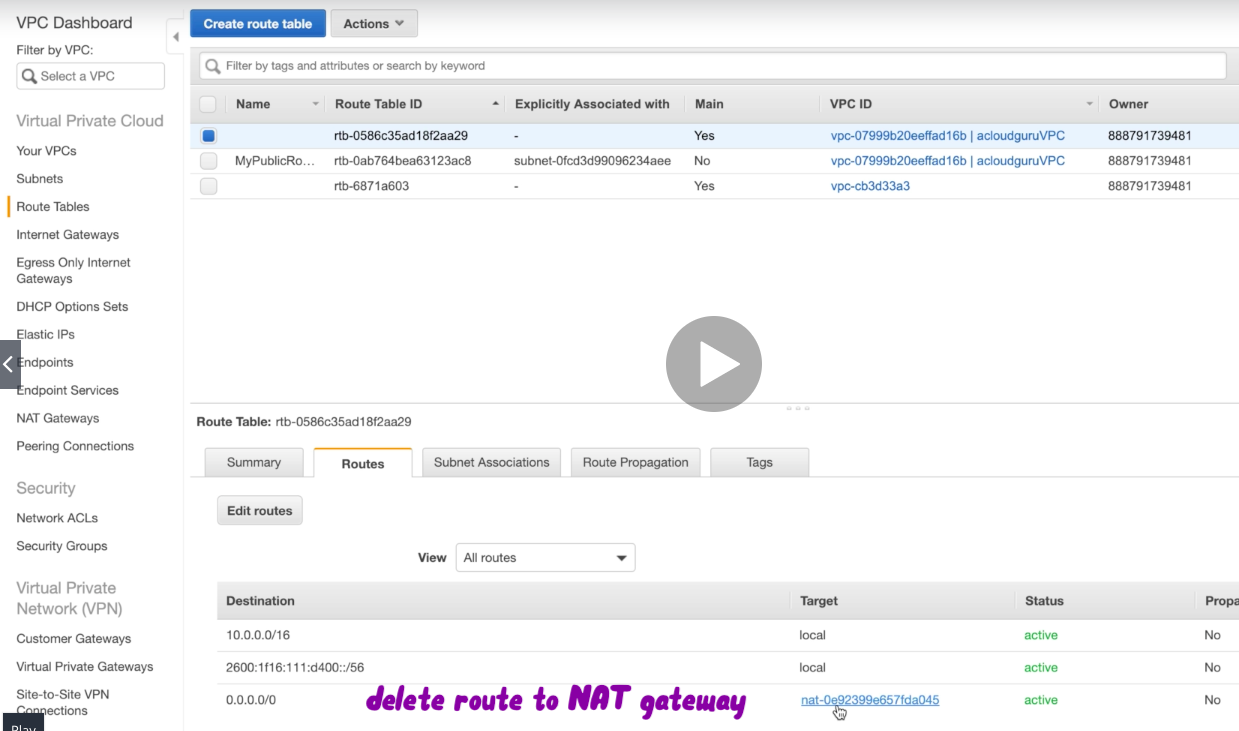 VPC Dashboard
Filter by VPC:
Select a VPC
Virtual Private Cloud
Your VPCs
Subnets
Route Tables
Internet Gateways
Egress Only Internet
Gateways
DHCP Options Sets
Elastic IPs
Endpoints
Endpoint Services
NAT Gateways
Peering Connections
Security
Network ACLs
Security Groups
Virtual Private
Network (VPN)
Customer Gateways
Virtual Private Gateways
Site-to-Site VPN
Connections
Play
Create route table Actions
Filter by tags and attributes or search by keyword
Name Route Table ID Explicitly Associated with Main VPC ID Owner
rtb-0586c35ad18f2aa29 - Yes vpc-07999b20eeffad16b | acloudguruVPC 888791739481
MyPublicRo... rtb-0ab764bea63123ac8 subnet-0fcd3d99096234aee No vpc-07999b20eeffad16b | acloudguruVPC 888791739481
rtb-6871a603 - Yes vpc-cb3d33a3 888791739481
Route Table: rtb-0586c35ad18f2aa29
Summary Routes Subnet Associations Route Propagation Tags
Edit routes
View All routes
Destination Target Status Propa
10.0.0.0/16 local active No
2600:1f16:111:d400::/56 local active No
0.0.0.0/0 delete route to NAT gateway nat-0e92399e657fda045 active No